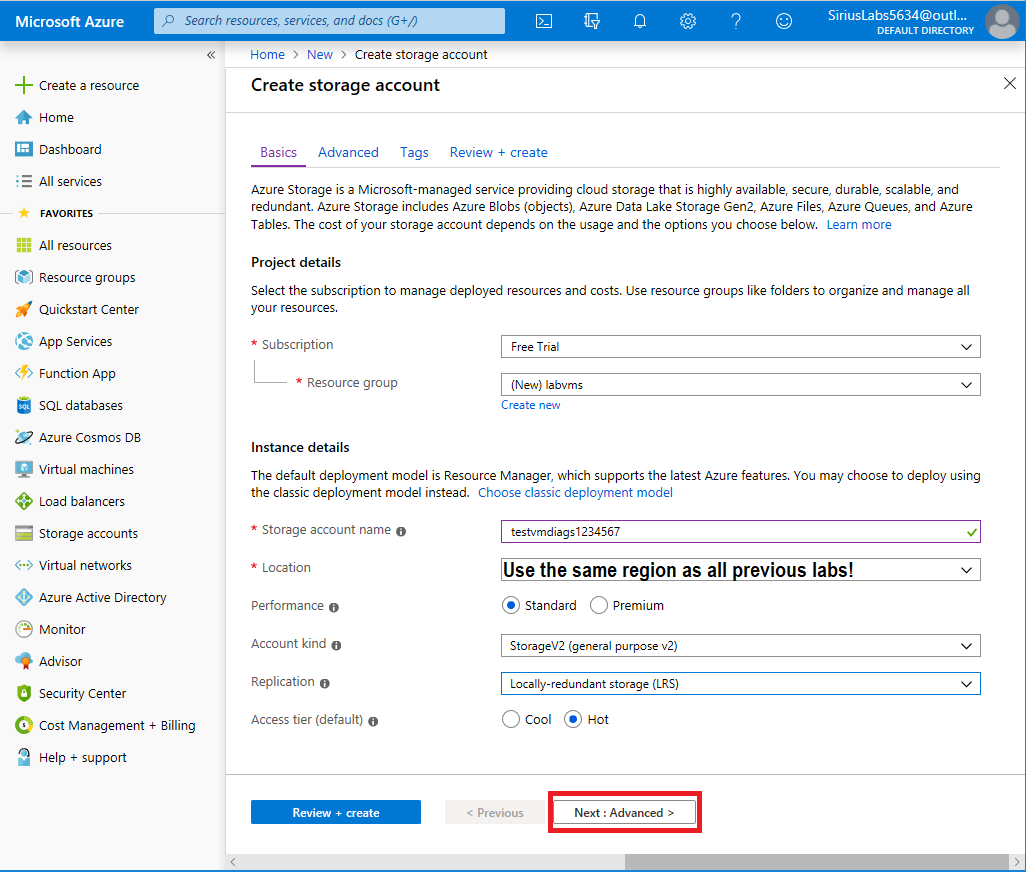 Microsoft Azure
Search resources, services, and docs (G+/)
SiriusLabs5634@outl...
DEFAULT DIRECTORY
«
Create a resource
Home
Dashboard
All services
FAVORITES
All resources
Resource groups
Quickstart Center
App Services
Function App
SQL databases
Azure Cosmos DB
Virtual machines
Load balancers
Storage accounts
Virtual networks
Azure Active Directory
Monitor
Advisor
Security Center
Cost Management + Billing
Help + support
Home > New > Create storage account
Create storage account
Basics Advanced Tags Review + create
Azure Storage is a Microsoft-managed service providing cloud storage that is highly available, secure, durable, scalable, and
redundant. Azure Storage includes Azure Blobs (objects), Azure Data Lake Storage Gen2, Azure Files, Azure Queues, and Azure
Tables. The cost of your storage account depends on the usage and the options you choose below. Learn more
Project details
Select the subscription to manage deployed resources and costs. Use resource groups like folders to organize and manage all
your resources.
* Subscription
Free Trial
* Resource group
(New) labvms
Create new
Instance details
The default deployment model is Resource Manager, which supports the latest Azure features. You may choose to deploy using
the classic deployment model instead. Choose classic deployment model
* Storage account name
testvmdiags1234567
* Location
Use the same region as all previous labs!
Performance
Standard Premium
Account kind
StorageV2 (general purpose v2)
Replication
Locally-redundant storage (LRS)
Access tier (default)
Cool Hot
Review + create
< Previous
Next : Advanced >